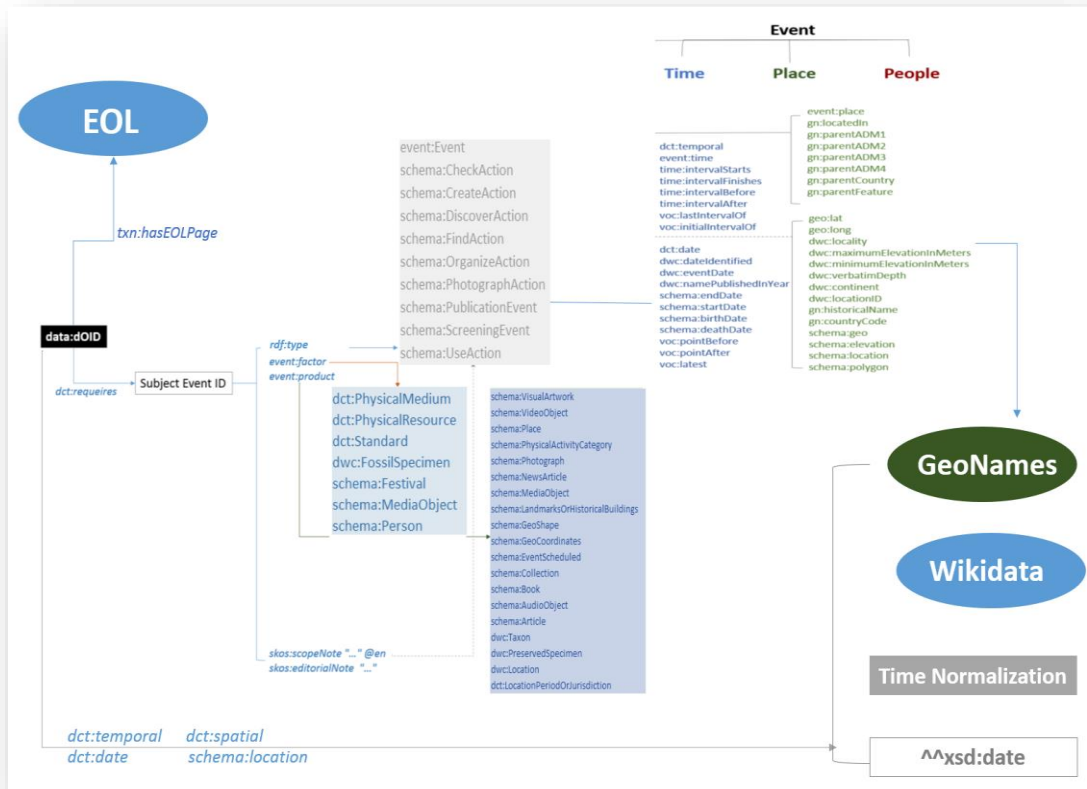 Event
Time Place People
EOL
txn:hasEOLPage
data:dOID
dct:requeires
Subject Event ID
rdf:type
event:factor
event:product
skos:scopeNote "..." @en
skos:editorialNote "..."
event:Event
schema:CheckAction
schema:CreateAction
schema:DiscoverAction
schema:FindAction
schema:OrganizeAction
schema:PhotographAction
schema:PublicationEvent
schema:ScreeningEvent
schema:UseAction
dct:PhysicalMedium
dct:PhysicalResource
dct:Standard
dwc:FossilSpecimen
schema:Festival
schema:MediaObject
schema:Person
schema:VisualArtwork
schema:VideoObject
schema:Place
schema:PhysicalActivityCategory
schema:Photograph
schema:NewsArticle
schema:MediaObject
schema:LandmarksOrHistoricalBuildings
schema:GeoShape
schema:GeoCoordinates
schema:EventScheduled
schema:Collection
schema:Book
schema:AudioObject
schema:Article
dwc:Taxon
dwc:PreservedSpecimen
dwc:Location
dct:LocationPeriodOrJurisdiction
dct:temporal
event:time
time:intervalStarts
time:intervalFinishes
time:intervalBefore
time:intervalAfter
voc:lastIntervalOf
voc:initialIntervalOf
dct:date
dwc:dateIdentified
dwc:eventDate
dwc:namePublishedInYear
schema:endDate
schema:startDate
schema:birthDate
schema:deathDate
voc:pointBefore
voc:pointAfter
voc:latest
event:place
gn:locatedIn
gn:parentADM1
gn:parentADM2
gn:parentADM3
gn:parentADM4
gn:parentCountry
gn:parentFeature
geo:lat
geo:long
dwc:locality
dwc:maximumElevationInMeters
dwc:minimumElevationInMeters
dwc:verbatimDepth
dwc:continent
dwc:locationID
gn:historicalName
gn:countryCode
schema:geo
schema:elevation
schema:location
schema:polygon
GeoNames
Wikidata
Time Normalization
^^xsd:date
dct:temporal dct:spatial
dct:date schema:location